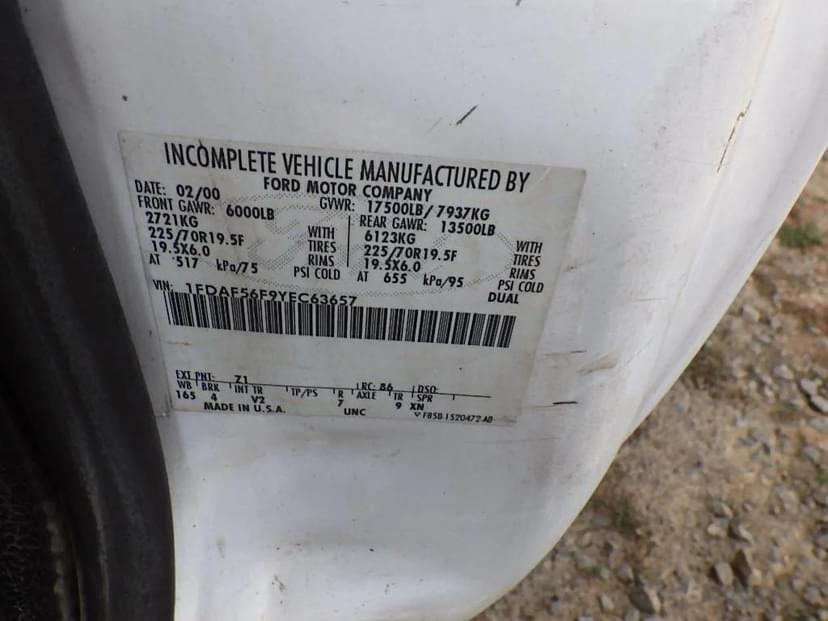 INCOMPLETE VEHICLE MANUFACTURED BY
FORD MOTOR COMPANY
DATE: 02/00 GVWR: 17500LB/ 7937KG
FRONT GAWR: 6000LB REAR GAWR: 13500LB
2721KG WITH 6123KG WITH
225/70R19.5F TIRES 225/70R19.5F TIRES
19.5X6.0 RIMS 19.5X6.0 RIMS
AT 517 kPa/75 PSI COLD AT 655 kPa/95 PSI COLD
DUAL
VIN: 1FDAF56F9YEC63657
EXT PNT: Z1 RC: 86 DSO:
WB BRK INT TR TP/PS R AXLE TR SPR
165 4 V2 7 9 XN
MADE IN U.S.A. UNC F85B 1520472 AB